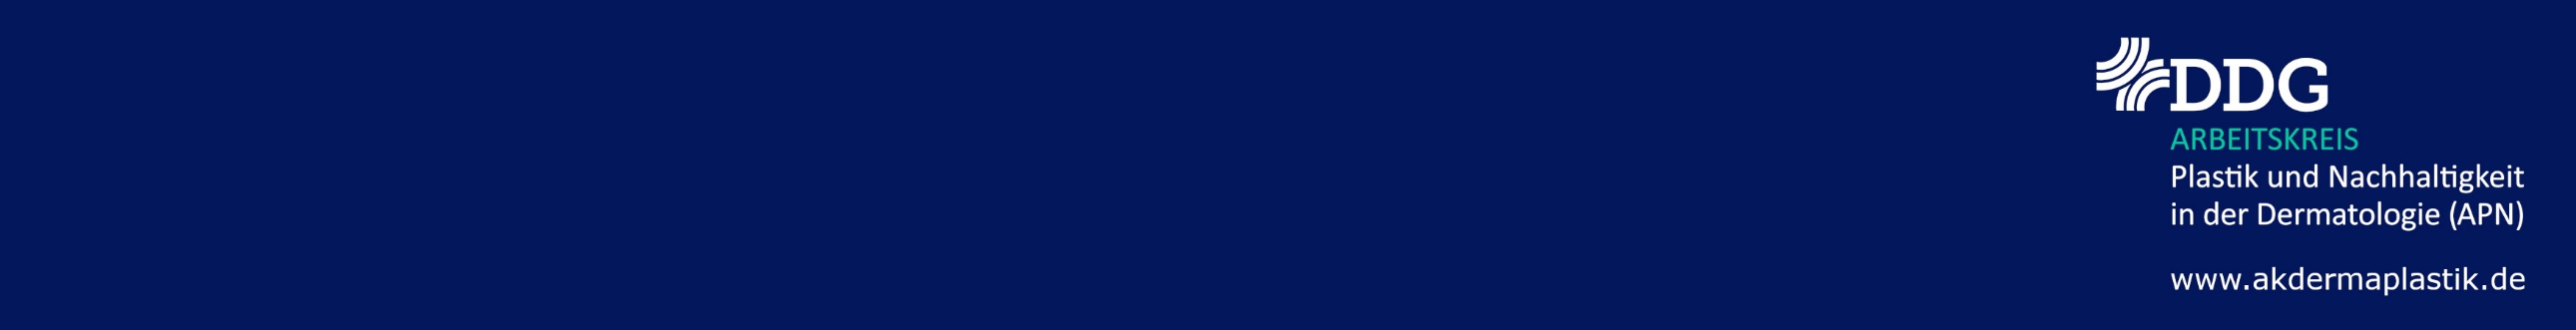 DDG
ARBEITSKREIS
Plastik und Nachhaltigkeit
in der Dermatologie (APN)
www.akdermaplastik.de